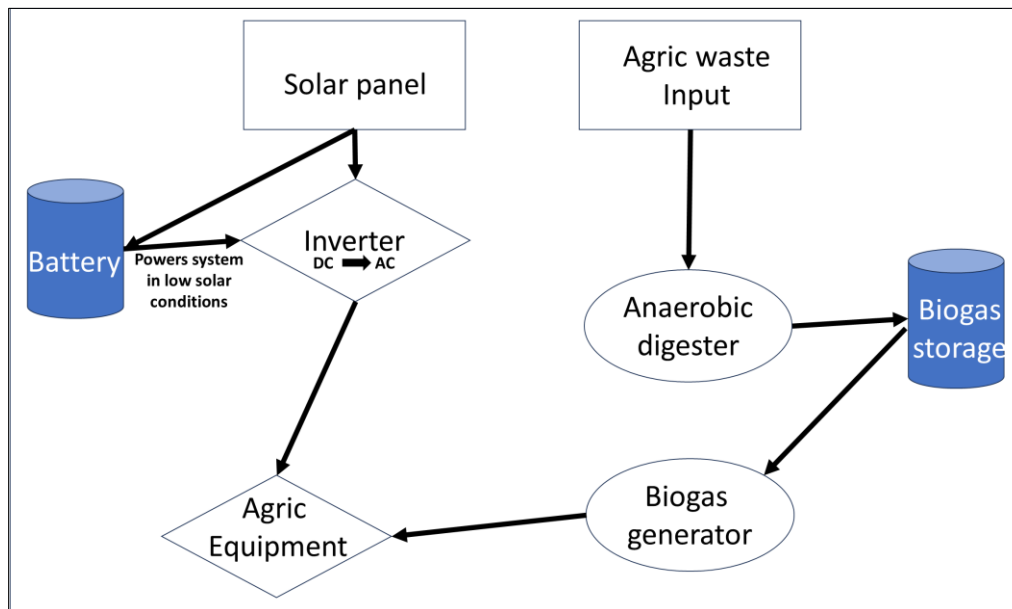 Solar panel
Agric waste
Input
Battery
Powers system
in low solar
conditions
Inverter
DC AC
Anaerobic
digester
Biogas
storage
Agric
Equipment
Biogas
generator